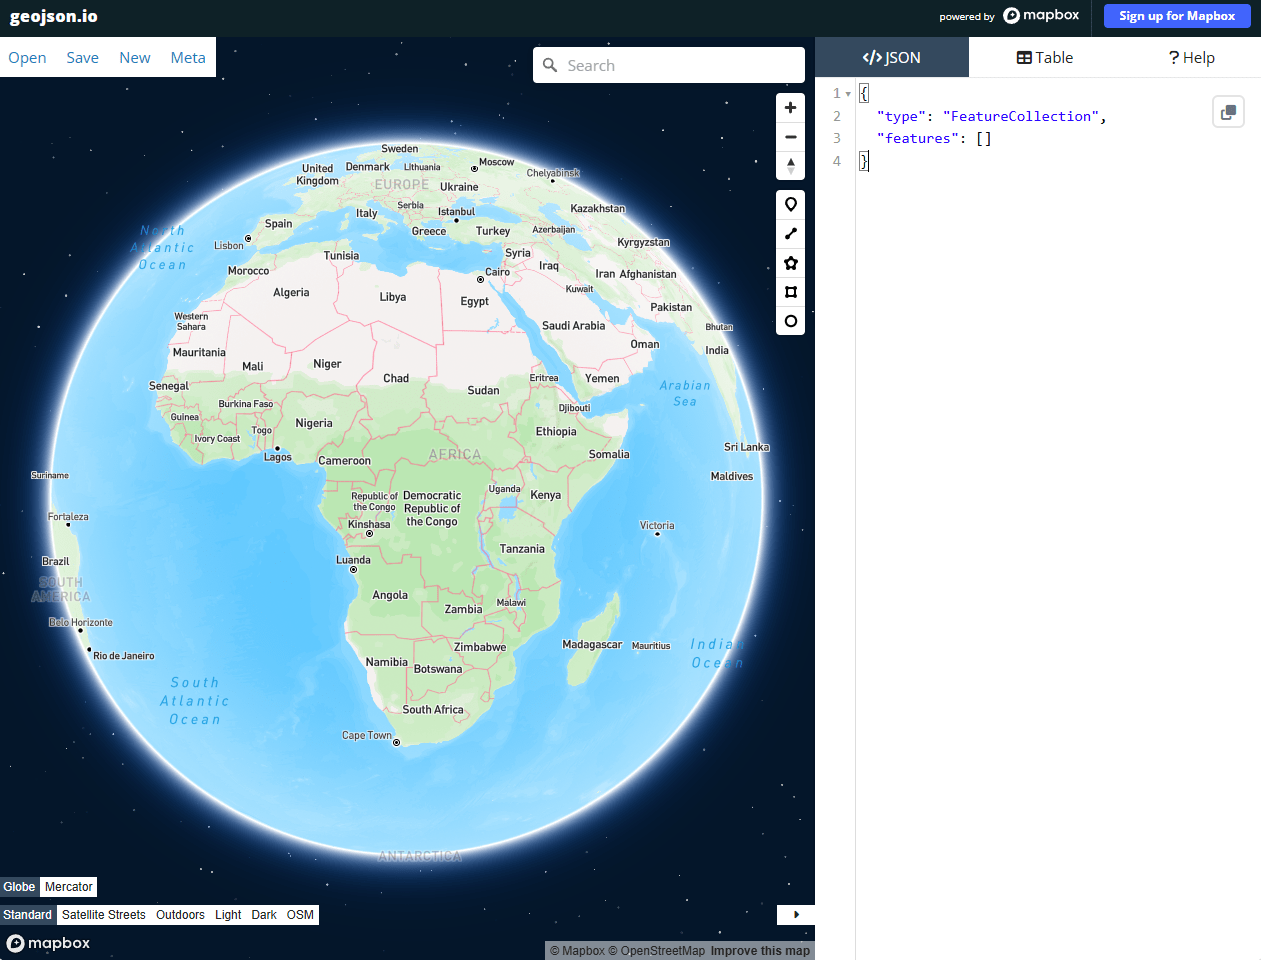 geojson.io
powered by mapbox
Sign up for Mapbox
Open Save New Meta
Search
JSON
Table
? Help
1 {
2 "type": "FeatureCollection",
3 "features": []
4 }
Sweden
Moscow
United Kingdom
Denmark
Lithuania
Chelyabinsk
EUROPE
Ukraine
Serbia
Kazakhstan
Italy
Istanbul
Spain
Greece
Turkey
Azerbaijan
North Atlantic Ocean
Lisbon
Kyrgyzstan
Tunisia
Syria
Morocco
Cairo
Iraq
Iran
Afghanistan
Algeria
Libya
Egypt
Kuwait
Pakistan
Western Sahara
Saudi Arabia
Bhutan
Oman
India
Mauritania
Mali
Niger
Chad
Sudan
Eritrea
Yemen
Senegal
Arabian Sea
Burkina Faso
Guinea
Djibouti
Nigeria
Togo
Ivory Coast
Ethiopia
Lagos
Cameroon
AFRICA
Somalia
Sri Lanka
Maldives
Suriname
Uganda
Kenya
Republic of the Congo
Democratic Republic of the Congo
Fortaleza
Kinshasa
Victoria
Tanzania
Brazil
Luanda
SOUTH AMERICA
Angola
Zambia
Malawi
Belo Horizonte
Madagascar
Mauritius
Indian Ocean
Zimbabwe
Rio de Janeiro
Namibia
Botswana
South Atlantic Ocean
South Africa
Cape Town
ANTARCTICA
Globe Mercator
Standard Satellite Streets Outdoors Light Dark OSM
mapbox
© Mapbox © OpenStreetMap Improve this map